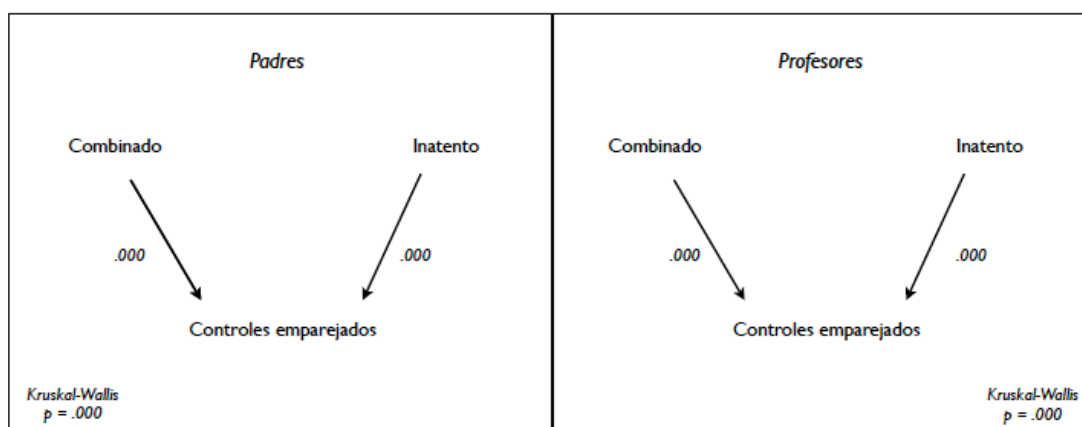 Padres
Combinado
Inatento
.000
.000
Controles emparejados
Kruskal-Wallis
p = .000
Profesores
Combinado
Inatento
.000
.000
Controles emparejados
Kruskal-Wallis
p = .000